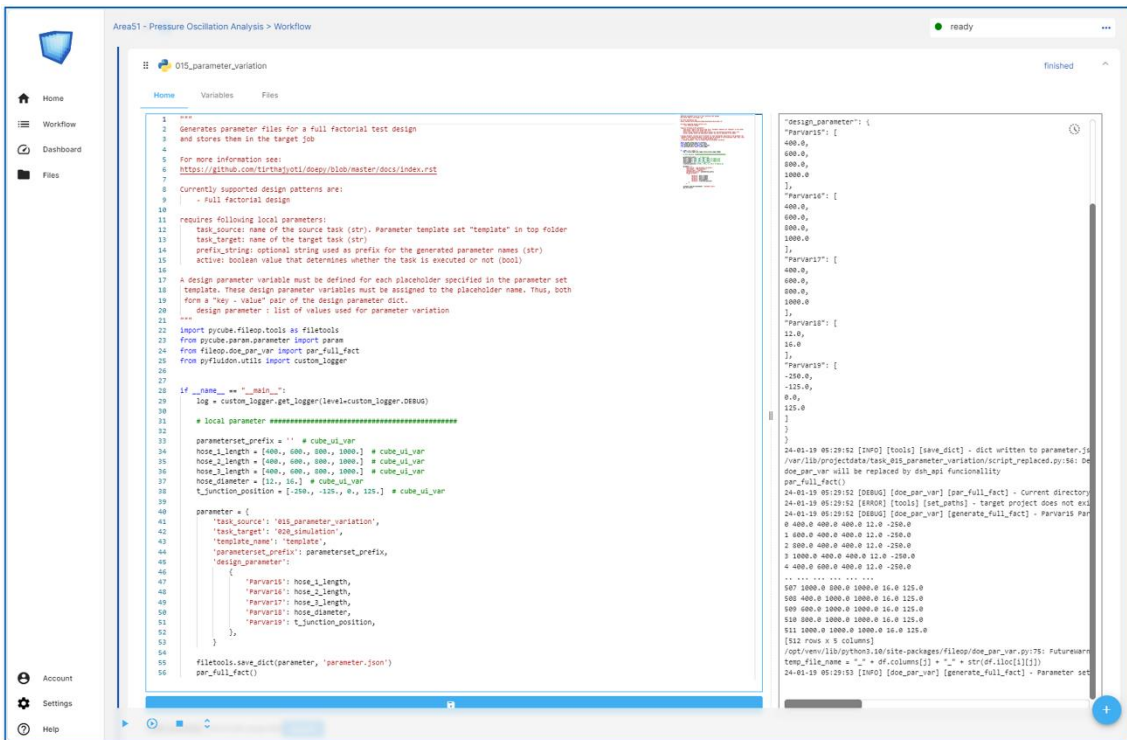 Area51 - Pressure Oscillation Analysis > Workflow
ready
015_parameter_variation
finished
Home
Workflow
Dashboard
Files
Home Variables Files
1 """
2 Generates parameter files for a full factorial test design
3 and stores them in the target job
4
5 For more information see:
6 https://github.com/tirthajyoti/doepy/blob/master/docs/index.rst
7
8 Currently supported design patterns are:
9 - Full factorial design
10
11 requires following local parameters:
12 task_source: name of the source task (str). Parameter template set "template" in top folder
13 task_target: name of the target task (str)
14 prefix_string: optional string used as prefix for the generated parameter names (str)
15 active: boolean value that determines whether the task is executed or not (bool)
16
17 A design parameter variable must be defined for each placeholder specified in the parameter set
18 template. These design parameter variables must be assigned to the placeholder name. Thus, both
19 form a "key - value" pair of the design parameter dict.
20 design parameter : list of values used for parameter variation
21 """
22 import pycube.fileop.tools as filetools
23 from pycube.param.parameter import param
24 from fileop.doe_par_var import par_full_fact
25 from pyfluidon.utils import custom_logger
26
27
28 if __name__ == "__main__":
29 log = custom_logger.get_logger(level=custom_logger.DEBUG)
30
31 # local parameter ##############################################
32
33 parameterset_prefix = '' # cube_ui_var
34 hose_1_length = [400., 600., 800., 1000.] # cube_ui_var
35 hose_2_length = [400., 600., 800., 1000.] # cube_ui_var
36 hose_3_length = [400., 600., 800., 1000.] # cube_ui_var
37 hose_diameter = [12., 16.] # cube_ui_var
38 t_junction_position = [-250., -125., 0., 125.] # cube_ui_var
39
40 parameter = {
41 'task_source': '015_parameter_variation',
42 'task_target': '020_simulation',
43 'template_name': 'template',
44 'parameterset_prefix': parameterset_prefix,
45 'design_parameter':
46 {
47 'Parvar15': hose_1_length,
48 'Parvar16': hose_2_length,
49 'Parvar17': hose_3_length,
50 'Parvar18': hose_diameter,
51 'Parvar19': t_junction_position,
52 },
53 }
54
55 filetools.save_dict(parameter, 'parameter.json')
56 par_full_fact()
"design_parameter": {
"Parvar15": [
400.0,
600.0,
800.0,
1000.0
],
"Parvar16": [
400.0,
600.0,
800.0,
1000.0
],
"Parvar17": [
400.0,
600.0,
800.0,
1000.0
],
"Parvar18": [
12.0,
16.0
],
"Parvar19": [
-250.0,
-125.0,
0.0,
125.0
]
}
}
24-01-19 05:29:52 [INFO] [tools] [save_dict] - dict written to parameter.js
/var/lib/projectdata/task_015_parameter_variation/script_replaced.py:56: De
doe_par_var will be replaced by dsh_api funcionallity
par_full_fact()
24-01-19 05:29:52 [DEBUG] [doe_par_var] [par_full_fact] - Current directory
24-01-19 05:29:52 [ERROR] [tools] [set_paths] - target project does not exi
24-01-19 05:29:52 [DEBUG] [doe_par_var] [generate_full_fact] - ParVar15 Par
0 400.0 400.0 400.0 12.0 -250.0
1 600.0 400.0 400.0 12.0 -250.0
2 800.0 400.0 400.0 12.0 -250.0
3 1000.0 400.0 400.0 12.0 -250.0
4 400.0 600.0 400.0 12.0 -250.0
.. ... ... ... ... ...
507 1000.0 800.0 1000.0 16.0 125.0
508 400.0 1000.0 1000.0 16.0 125.0
509 600.0 1000.0 1000.0 16.0 125.0
510 800.0 1000.0 1000.0 16.0 125.0
511 1000.0 1000.0 1000.0 16.0 125.0
[512 rows x 5 columns]
/opt/venv/lib/python3.10/site-packages/fileop/doe_par_var.py:75: FutureWarn
temp_file_name = "_" + df.columns[j] + "_" + str(df.iloc[i][j])
24-01-19 05:29:53 [INFO] [doe_par_var] [generate_full_fact] - Parameter set
Account
Settings
Help